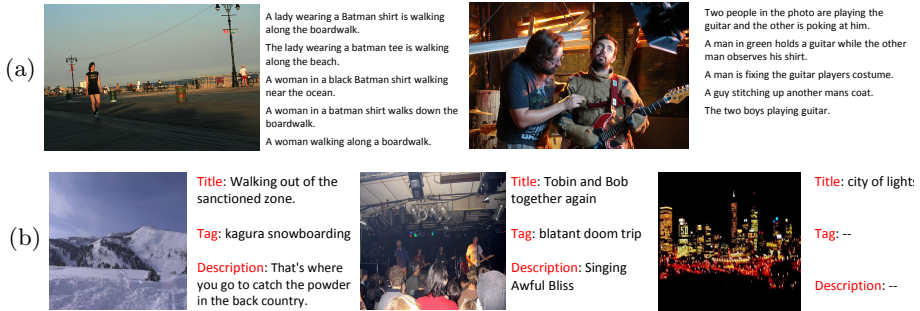 (a)
A lady wearing a Batman shirt is walking
along the boardwalk.
The lady wearing a batman tee is walking
along the beach.
A woman in a black Batman shirt walking
near the ocean.
A woman in a batman shirt walks down the
boardwalk.
A woman walking along a boardwalk.
Two people in the photo are playing the
guitar and the other is poking at him.
A man in green holds a guitar while the other
man observes his shirt.
A man is fixing the guitar players costume.
A guy stitching up another mans coat.
The two boys playing guitar.
(b)
Title: Walking out of the
sanctioned zone.
Tag: kagura snowboarding
Description: That's where
you go to catch the powder
in the back country.
Title: Tobin and Bob
together again
Tag: blatant doom trip
Description: Singing
Awful Bliss
Title: city of lights
Tag: --
Description: --